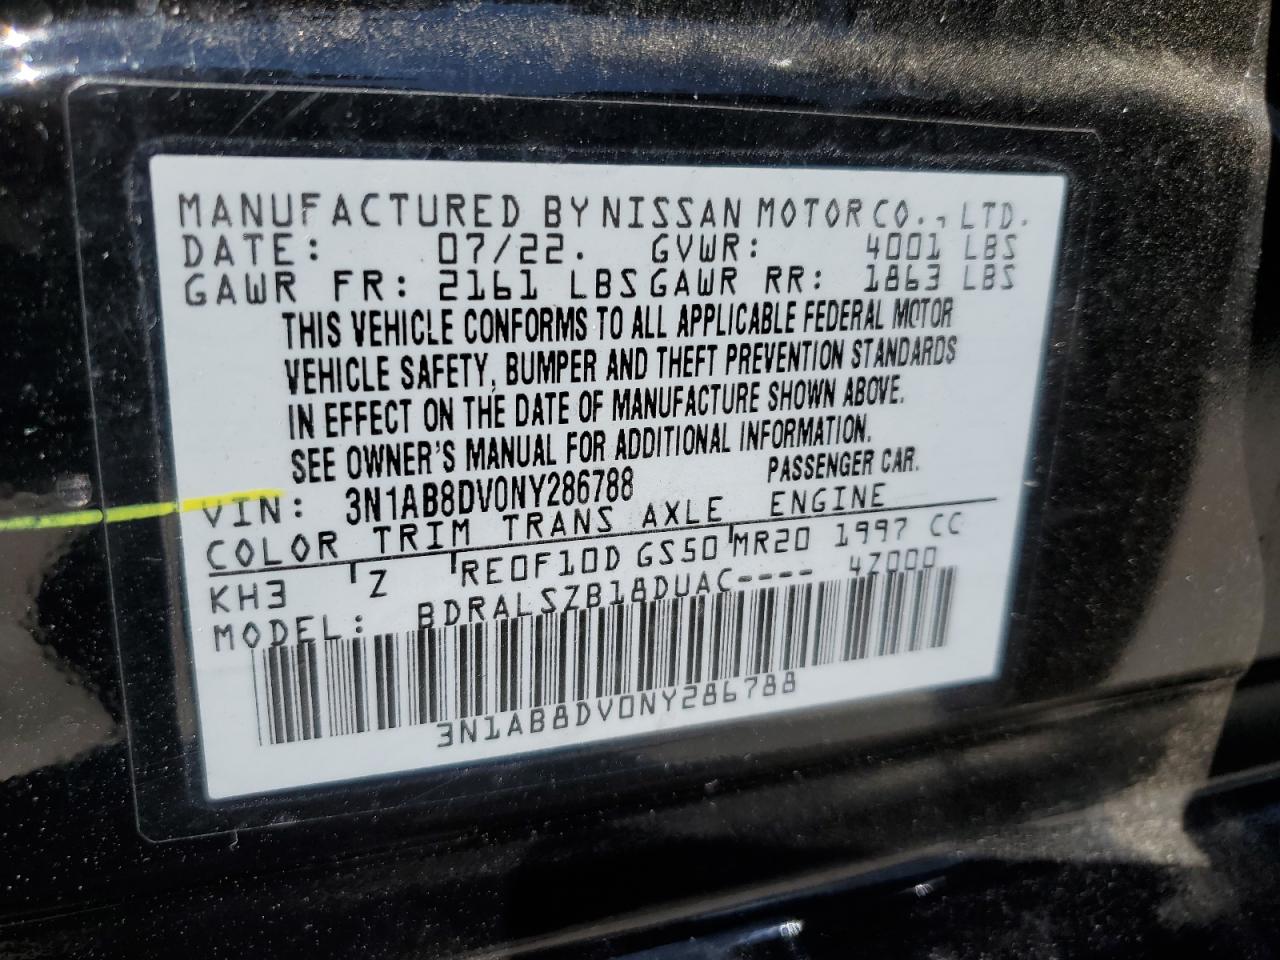 MANUFACTURED BY NISSAN MOTOR CO., LTD.
DATE: 07/22. GVWR: 4001 LBS
GAWR FR: 2161 LBS GAWR RR: 1863 LBS
THIS VEHICLE CONFORMS TO ALL APPLICABLE FEDERAL MOTOR
VEHICLE SAFETY, BUMPER AND THEFT PREVENTION STANDARDS
IN EFFECT ON THE DATE OF MANUFACTURE SHOWN ABOVE.
SEE OWNER'S MANUAL FOR ADDITIONAL INFORMATION.
VIN: 3N1AB8DV0NY286788 PASSENGER CAR.
COLOR TRIM TRANS AXLE ENGINE
KH3 Z RE0F10D GS50 MR20 1997 CC
MODEL: BDRALSZB18DUAC---- 4Z000
3N1AB8DV0NY286788